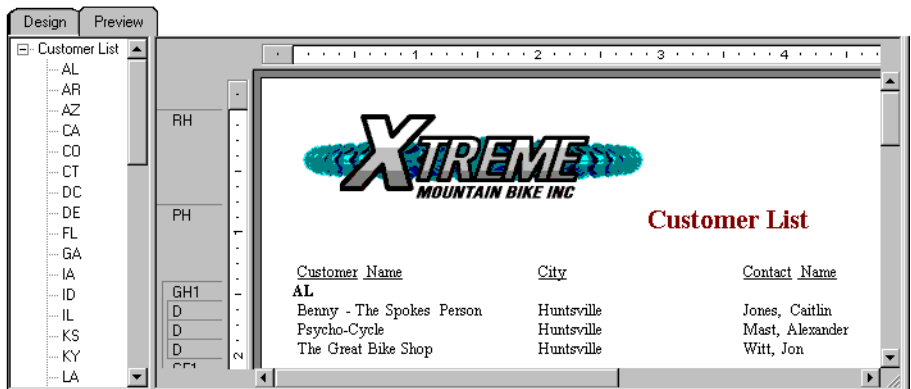 Design Preview
Customer List
AL
AR
AZ
CA
CO
CT
DC
DE
FL
GA
IA
ID
IL
KS
KY
LA
1 2 3 4
RH
PH
GH1
D
D
D
1
2
XTREME
MOUNTAIN BIKE INC
Customer List
Customer Name City Contact Name
AL
Benny - The Spokes Person Huntsville Jones, Caitlin
Psycho-Cycle Huntsville Mast, Alexander
The Great Bike Shop Huntsville Witt, Jon